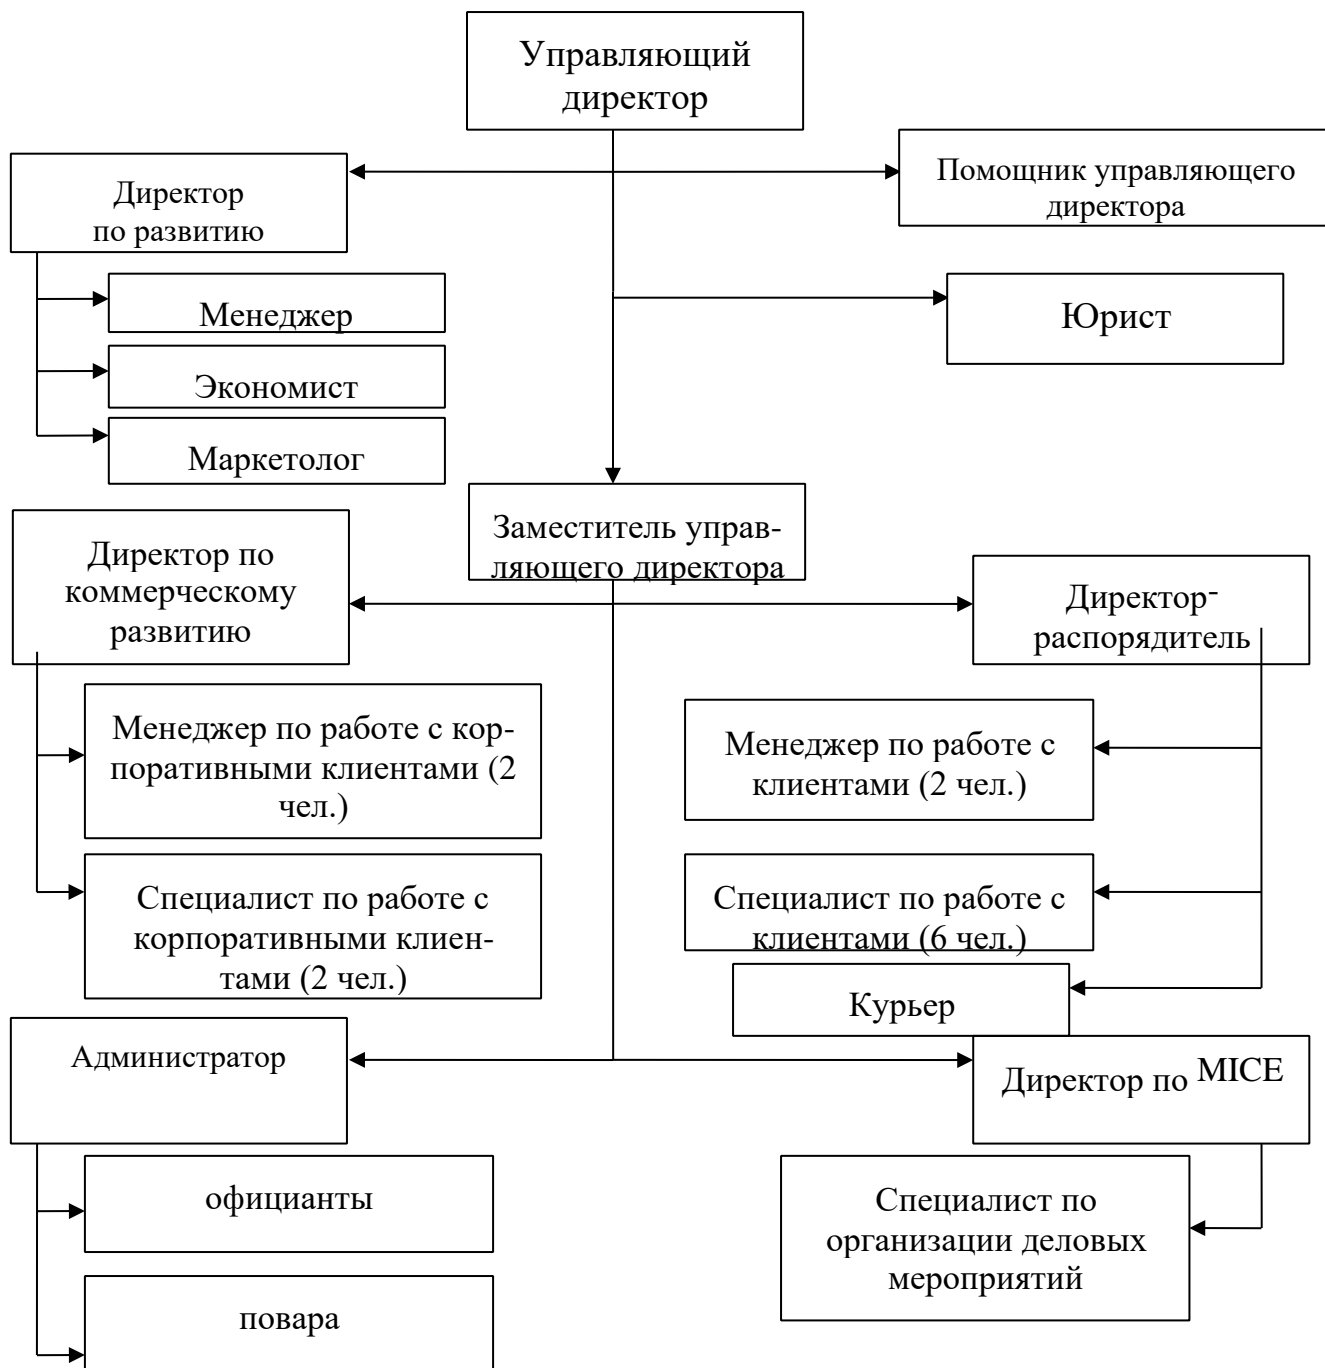 Управляющий
директор
Помощник управляющего
директора
Директор
по развитию
Менеджер
Юрист
Экономист
Маркетолог
Заместитель управ-
ляющего директора
Директор по
коммерческому
развитию
Директор-
распорядитель
Менеджер по работе с кор-
поративными клиентами (2
чел.)
Менеджер по работе с
клиентами (2 чел.)
Специалист по работе с
корпоративными клиен-
тами (2 чел.)
Специалист по работе с
клиентами (6 чел.)
Курьер
Администратор
Директор по MICE
официанты
Специалист по
организации деловых
мероприятий
повара